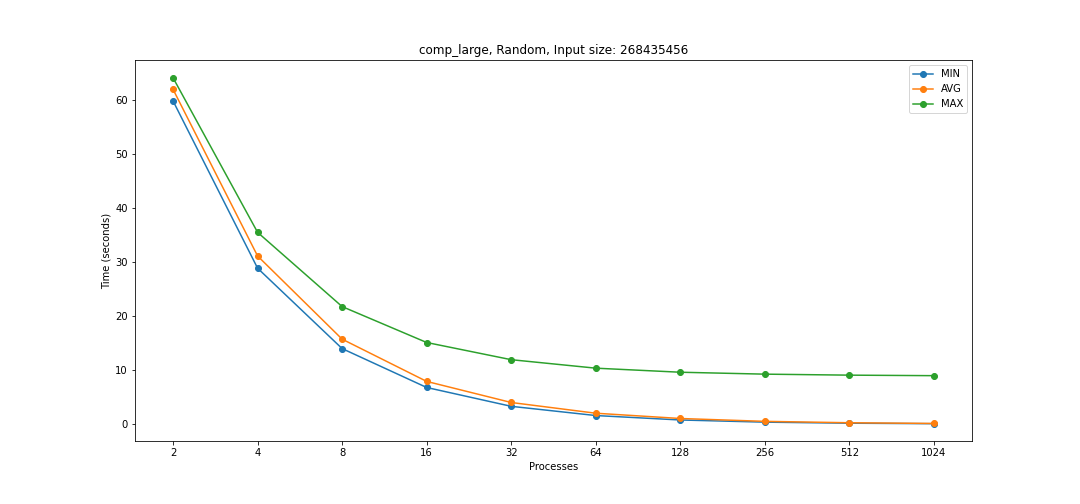 comp_large, Random, Input size: 268435456
MIN
AVG
MAX
Time (seconds)
60
50
40
30
20
10
0
2 4 8 16 32 64 128 256 512 1024
Processes